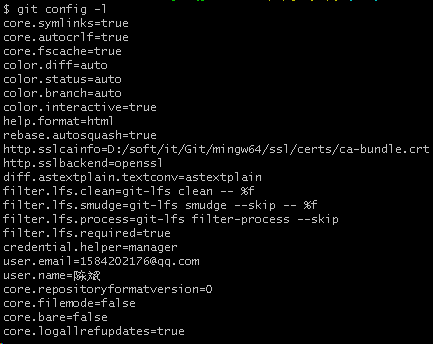 $ git config -l
core.symlinks=true
core.autocrlf=true
core.fscache=true
color.diff=auto
color.status=auto
color.branch=auto
color.interactive=true
help.format=html
rebase.autosquash=true
http.sslcainfo=D:/soft/it/Git/mingw64/ssl/certs/ca-bundle.crt
http.sslbackend=openssl
diff.astextplain.textconv=astextplain
filter.lfs.clean=git-lfs clean -- %f
filter.lfs.smudge=git-lfs smudge --skip -- %f
filter.lfs.process=git-lfs filter-process --skip
filter.lfs.required=true
credential.helper=manager
user.email=1584202176@qq.com
user.name=陈斌
core.repositoryformatversion=0
core.filemode=false
core.bare=false
core.logallrefupdates=true